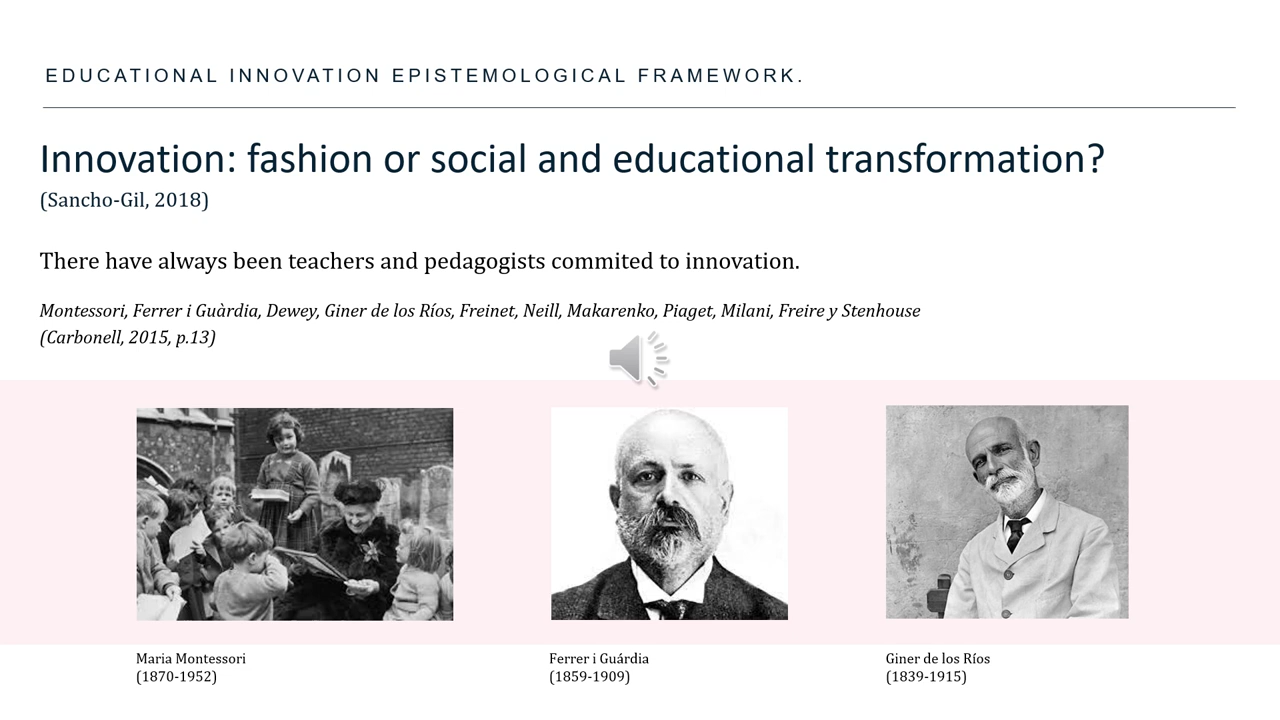 EDUCATIONAL INNOVATION EPISTEMOLOGICAL FRAMEWORK.
Innovation: fashion or social and educational transformation?
(Sancho-Gil, 2018)
There have always been teachers and pedagogists commited to innovation.
Montessori, Ferrer i Guàrdia, Dewey, Giner de los Ríos, Freinet, Neill, Makarenko, Piaget, Milani, Freire y Stenhouse
(Carbonell, 2015, p.13)
Maria Montessori
(1870-1952)
Ferrer i Guárdia
(1859-1909)
Giner de los Ríos
(1839-1915)